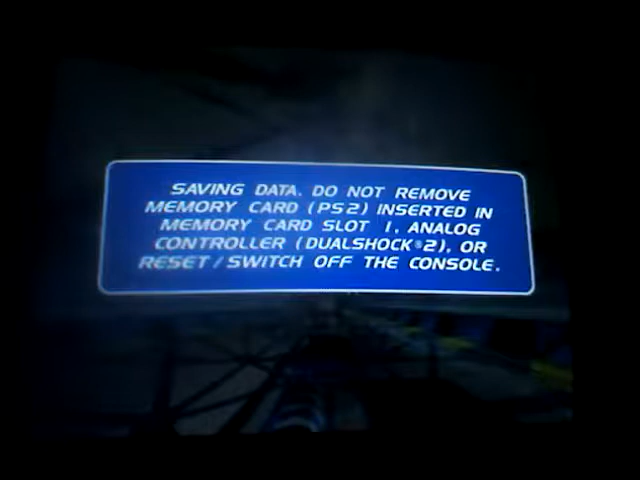 SAVING DATA. DO NOT REMOVE
MEMORY CARD (PS2) INSERTED IN
MEMORY CARD SLOT 1, ANALOG
CONTROLLER (DUALSHOCK®2), OR
RESET/SWITCH OFF THE CONSOLE.